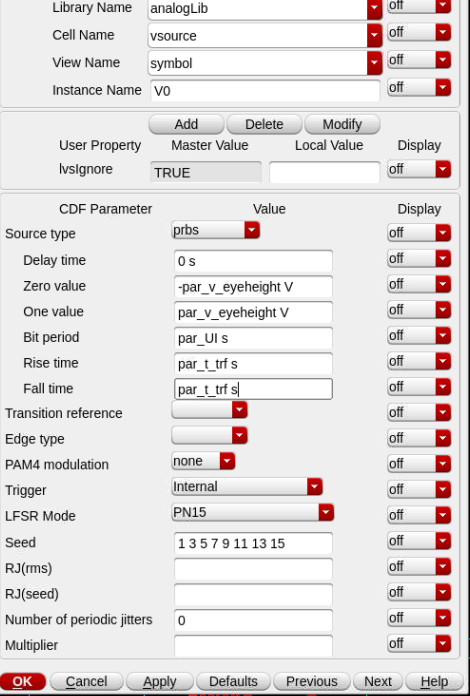 Library Name analogLib off
Cell Name vsource off
View Name symbol off
Instance Name V0 off
Add Delete Modify
User Property Master Value Local Value Display
lvsIgnore TRUE off
CDF Parameter Value Display
Source type prbs off
Delay time 0 s off
Zero value -par_v_eyeheight V off
One value par_v_eyeheight V off
Bit period par_UI s off
Rise time par_t_trf s off
Fall time par_t_trf s off
Transition reference off
Edge type off
PAM4 modulation none off
Trigger Internal off
LFSR Mode PN15 off
Seed 1 3 5 7 9 11 13 15 off
RJ(rms) off
RJ(seed) off
Number of periodic jitters 0 off
Multiplier off
OK Cancel Apply Defaults Previous Next Help